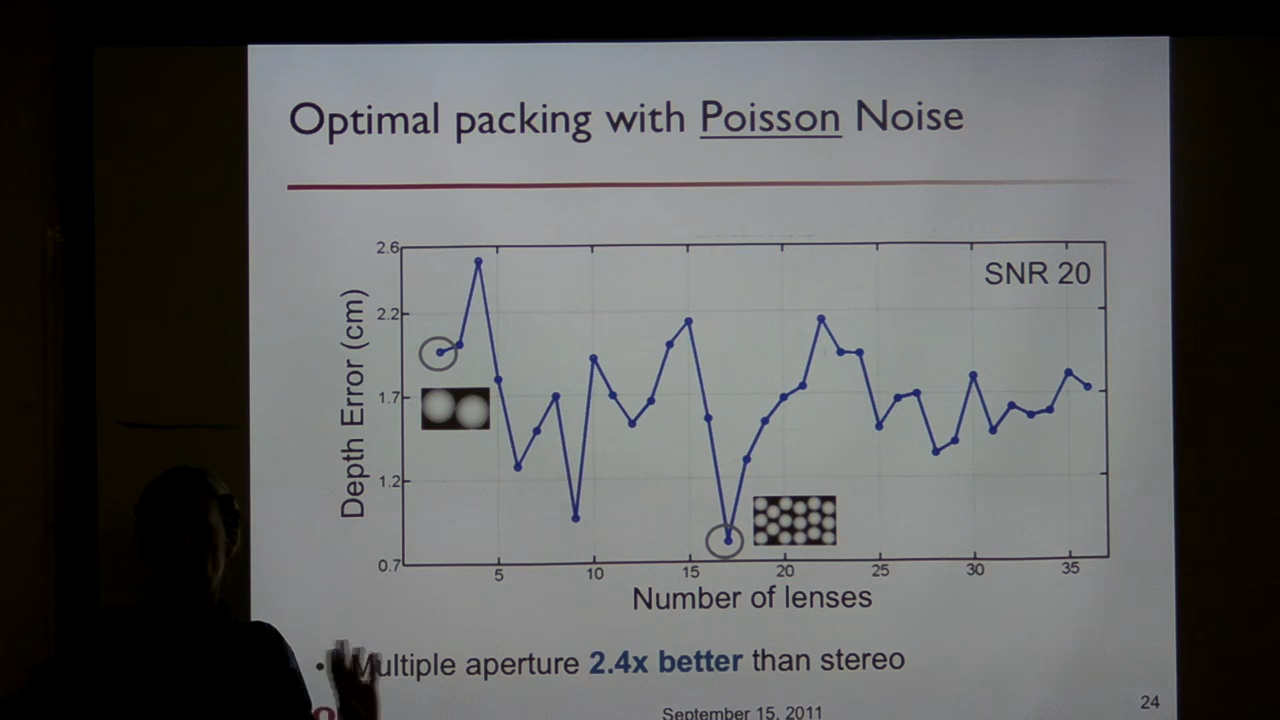 Optimal packing with Poisson Noise
2.6
2.2
1.7
1.2
0.7
Depth Error (cm)
SNR 20
5 10 15 20 25 30 35
Number of lenses
• Multiple aperture 2.4x better than stereo
September 15, 2011
24